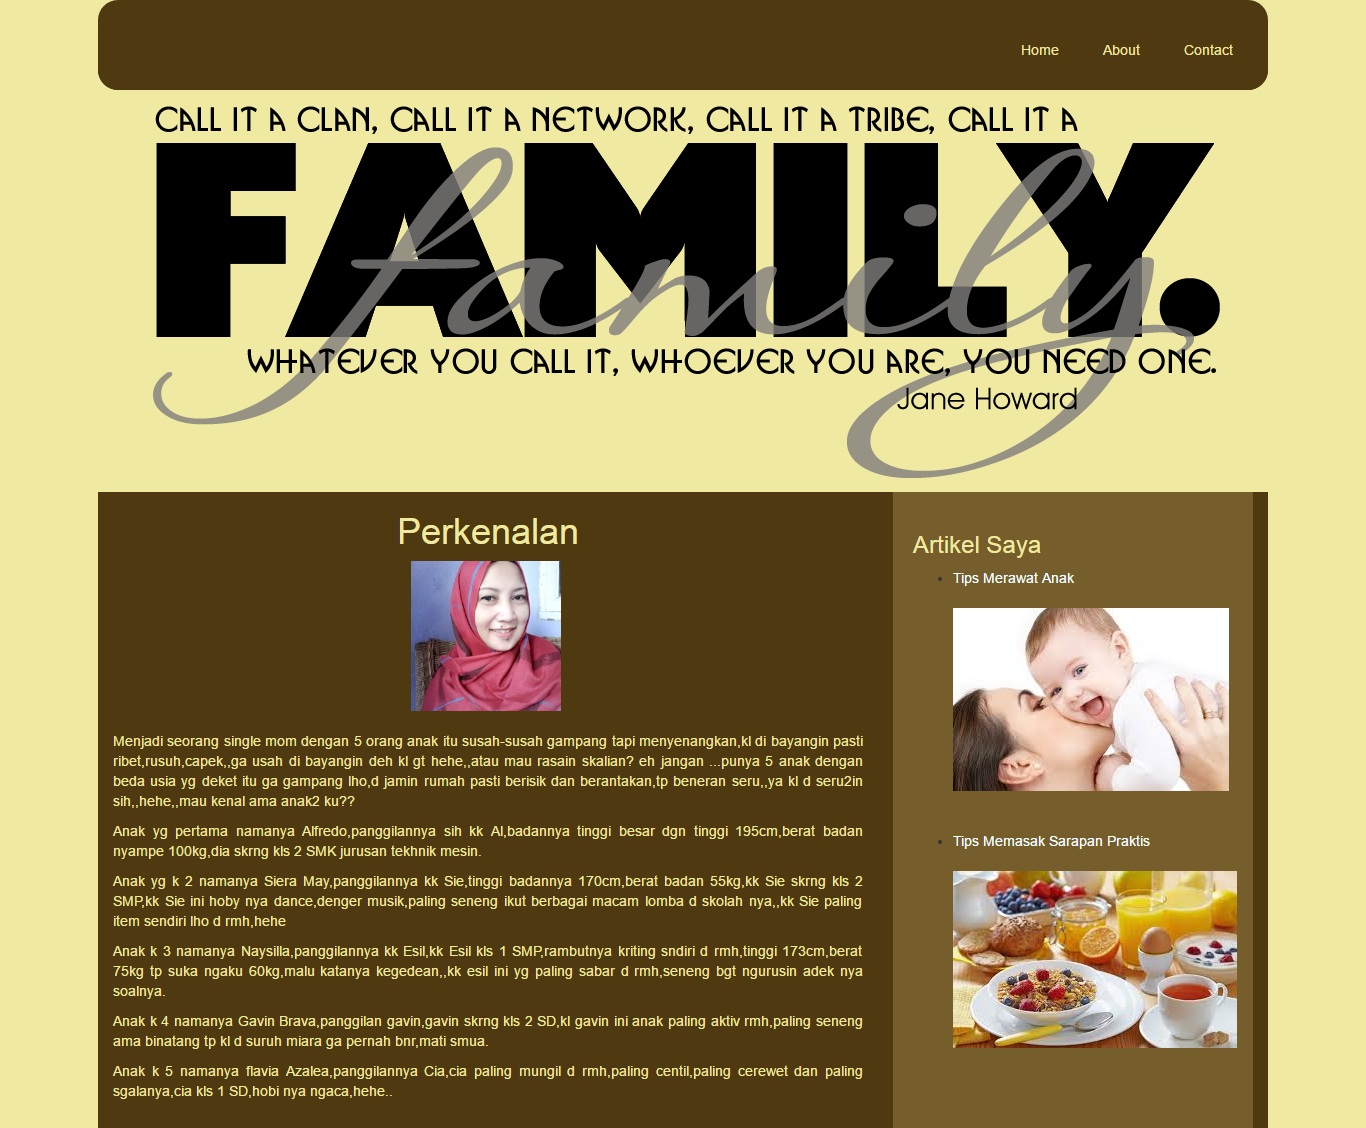 Home About Contact
CALL IT A CLAN, CALL IT A NETWORK, CALL IT A TRIBE, CALL IT A
FAMILY.
family
WHATEVER YOU CALL IT, WHOEVER YOU ARE, YOU NEED ONE.
Jane Howard
Perkenalan
Menjadi seorang single mom dengan 5 orang anak itu susah-susah gampang tapi menyenangkan,kl di bayangin pasti
ribet,rusuh,capek,,ga usah di bayangin deh kl gt hehe,,atau mau rasain skalian? eh jangan ...punya 5 anak dengan
beda usia yg deket itu ga gampang lho,d jamin rumah pasti berisik dan berantakan,tp beneran seru,,ya kl d seru2in
sih,,hehe,,mau kenal ama anak2 ku??
Anak yg pertama namanya Alfredo,panggilannya sih kk Al,badannya tinggi besar dgn tinggi 195cm,berat badan
nyampe 100kg,dia skrng kls 2 SMK jurusan tekhnik mesin.
Anak yg k 2 namanya Siera May,panggilannya kk Sie,tinggi badannya 170cm,berat badan 55kg,kk Sie skrng kls 2
SMP,kk Sie ini hoby nya dance,denger musik,paling seneng ikut berbagai macam lomba d skolah nya,,kk Sie paling
item sendiri lho d rmh,hehe
Anak k 3 namanya Naysilla,panggilannya kk Esil,kk Esil kls 1 SMP,rambutnya kriting sndiri d rmh,tinggi 173cm,berat
75kg tp suka ngaku 60kg,malu katanya kegedean,,kk esil ini yg paling sabar d rmh,seneng bgt ngurusin adek nya
soalnya.
Anak k 4 namanya Gavin Brava,panggilan gavin,gavin skrng kls 2 SD,kl gavin ini anak paling aktiv rmh,paling seneng
ama binatang tp kl d suruh miara ga pernah bnr,mati smua.
Anak k 5 namanya flavia Azalea,panggilannya Cia,cia paling mungil d rmh,paling centil,paling cerewet dan paling
sgalanya,cia kls 1 SD,hobi nya ngaca,hehe..
Artikel Saya
Tips Merawat Anak
Tips Memasak Sarapan Praktis